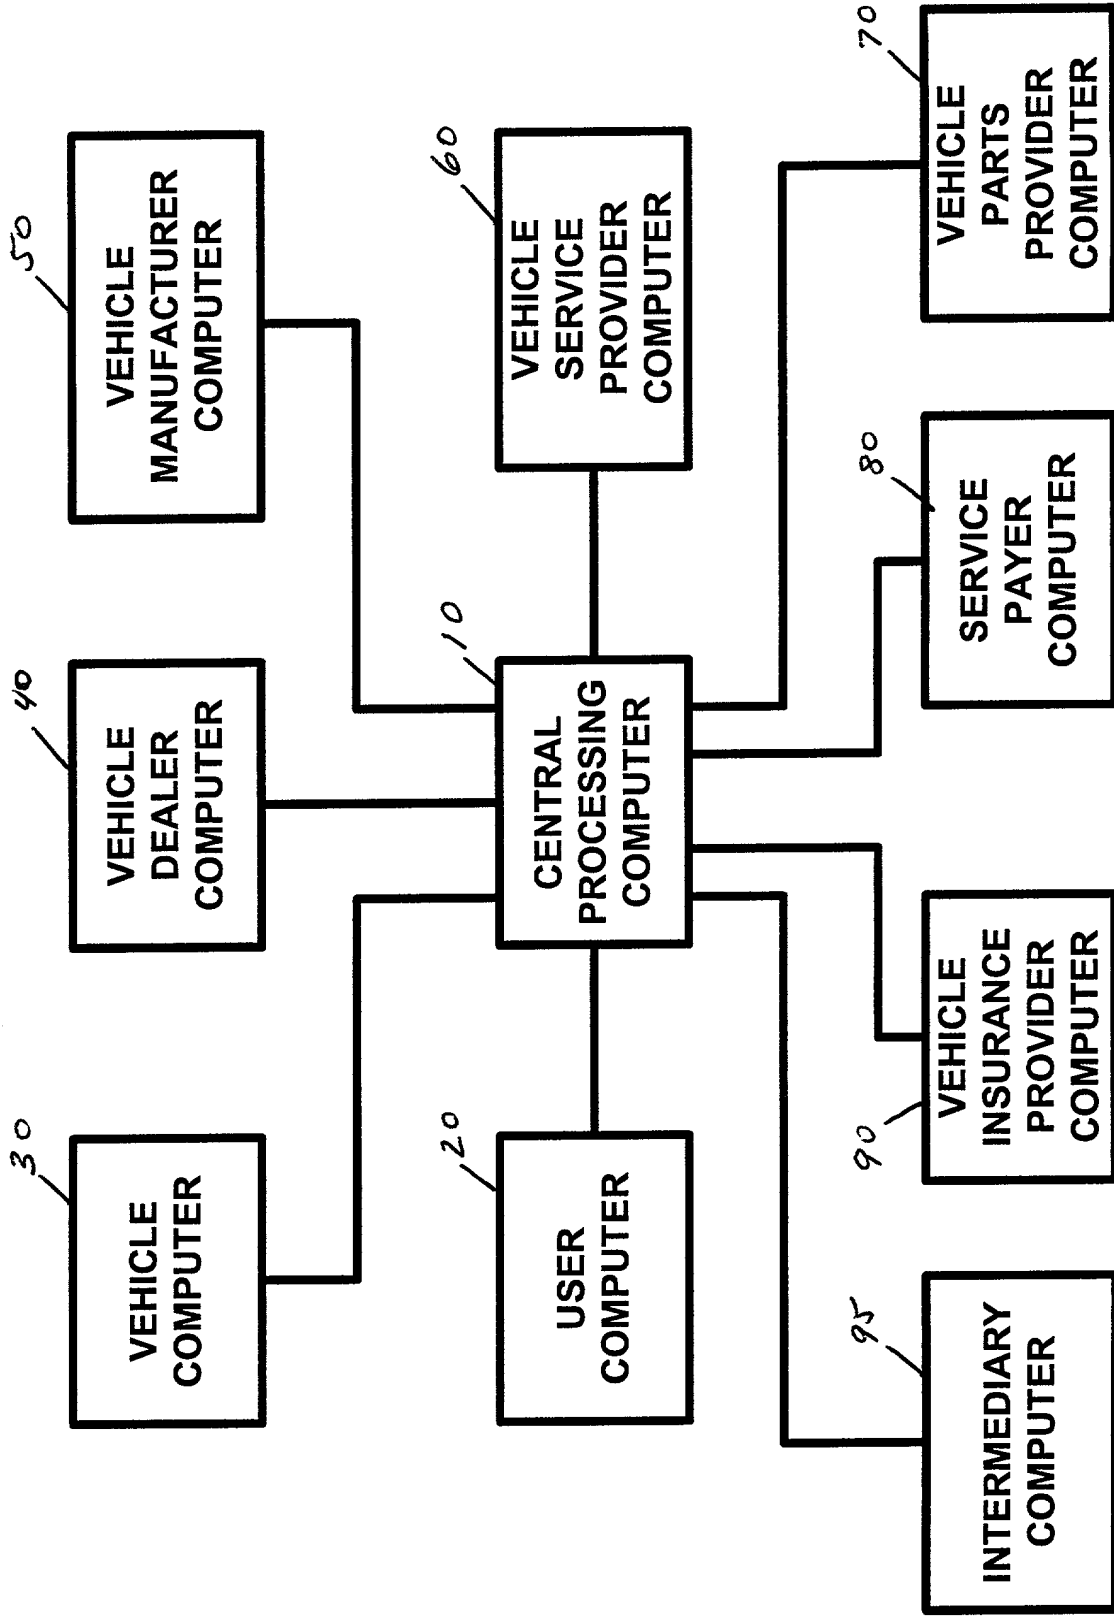 30
VEHICLE
COMPUTER
40
VEHICLE
DEALER
COMPUTER
50
VEHICLE
MANUFACTURER
COMPUTER
20
USER
COMPUTER
10
CENTRAL
PROCESSING
COMPUTER
60
VEHICLE
SERVICE
PROVIDER
COMPUTER
95
INTERMEDIARY
COMPUTER
90
VEHICLE
INSURANCE
PROVIDER
COMPUTER
80
SERVICE
PAYER
COMPUTER
70
VEHICLE
PARTS
PROVIDER
COMPUTER